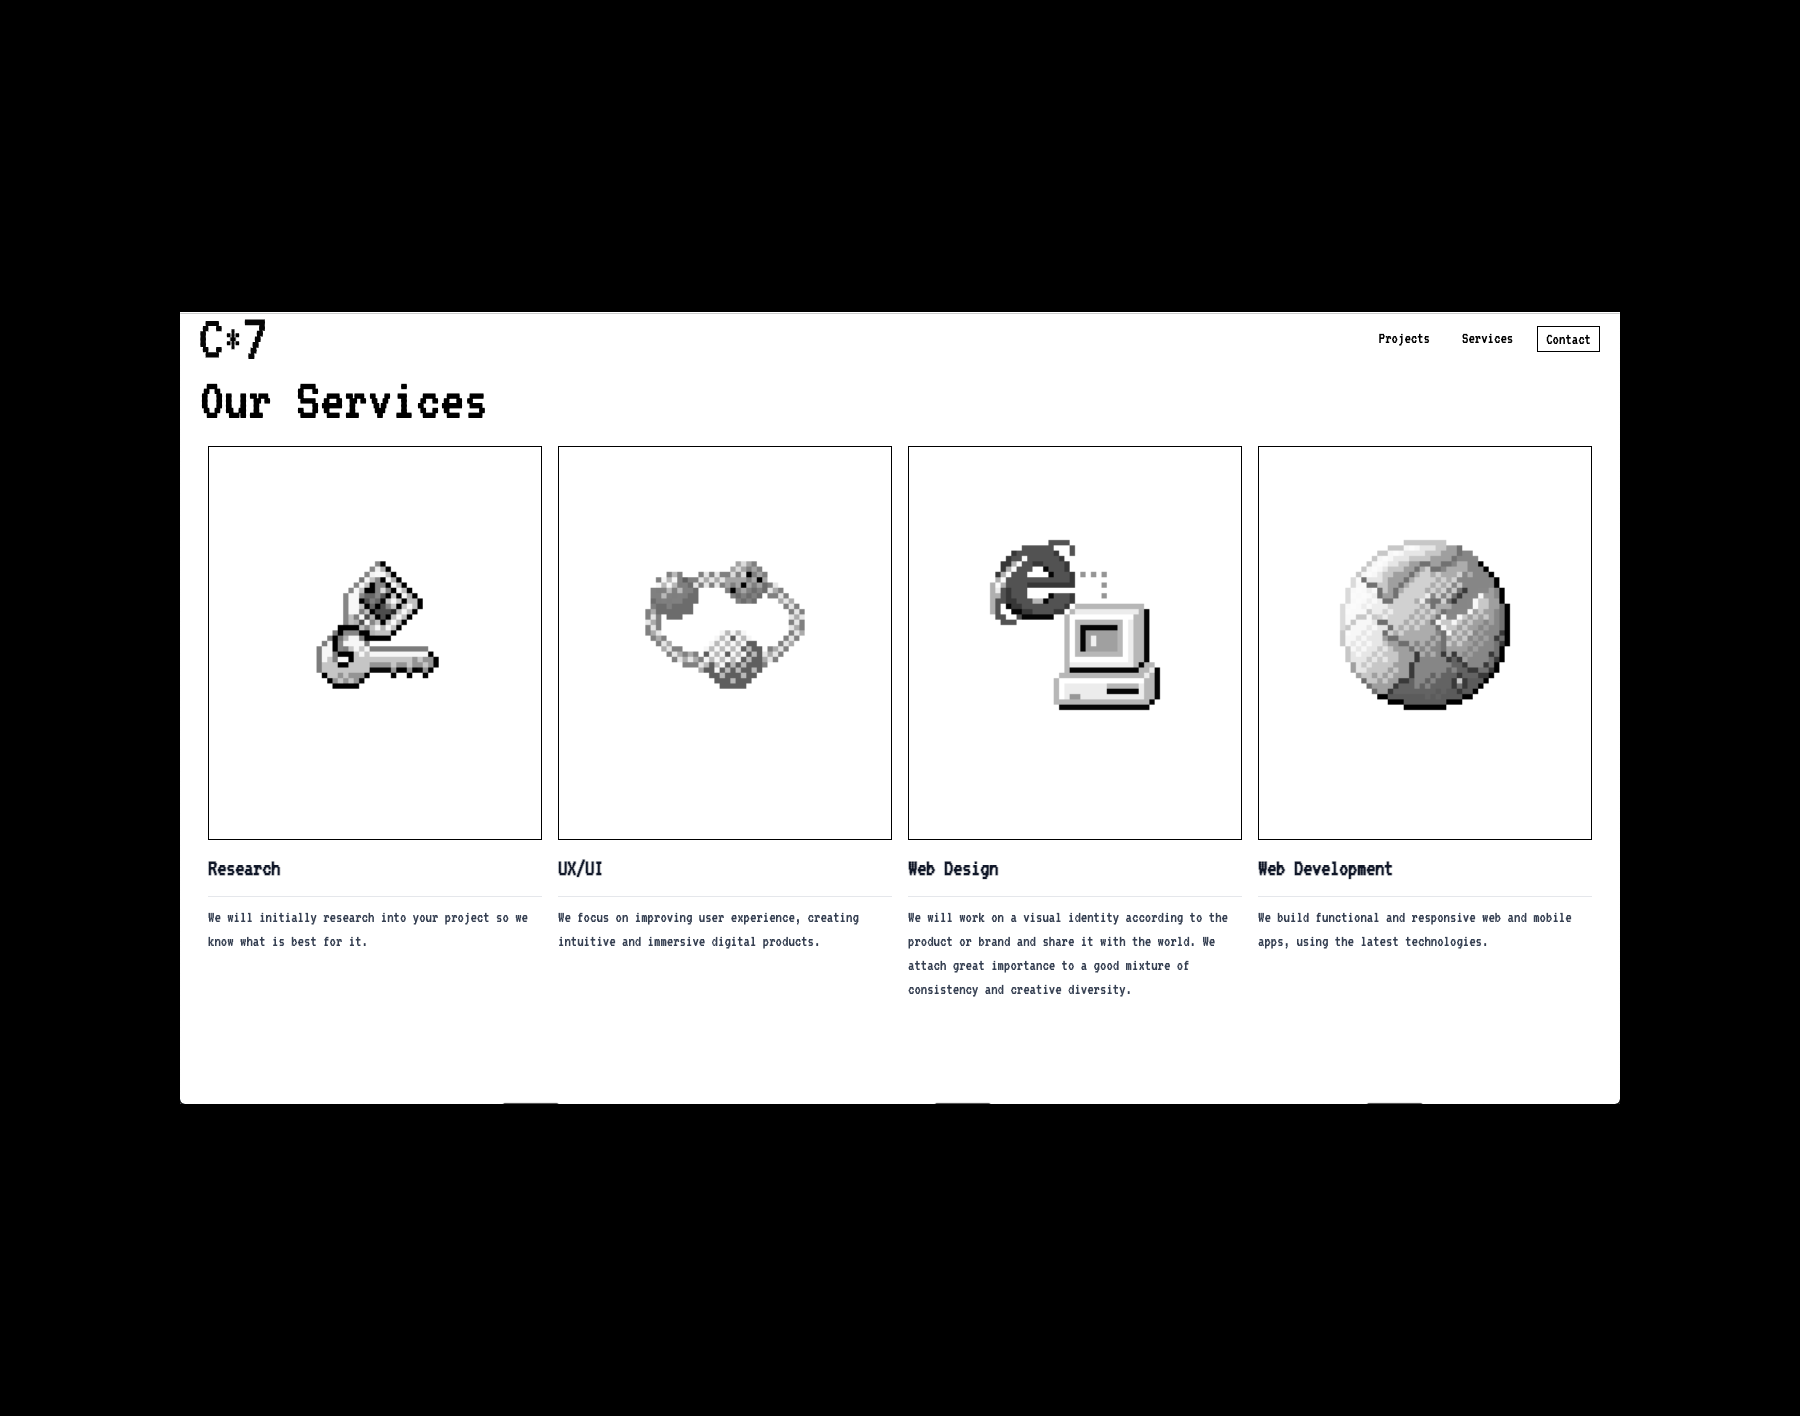 C*7
Projects
Services
Contact
Our Services
Research
We will initially research into your project so we
know what is best for it.
UX/UI
We focus on improving user experience, creating
intuitive and immersive digital products.
Web Design
We will work on a visual identity according to the
product or brand and share it with the world. We
attach great importance to a good mixture of
consistency and creative diversity.
Web Development
We build functional and responsive web and mobile
apps, using the latest technologies.